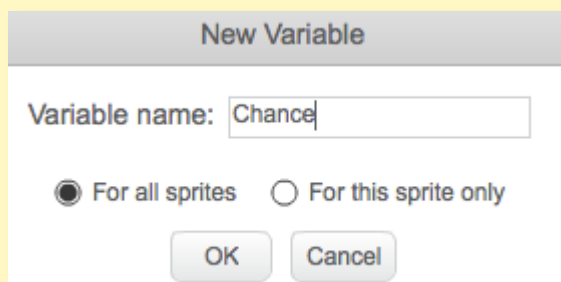 New Variable
Variable name: Chance
For all sprites For this sprite only
OK Cancel